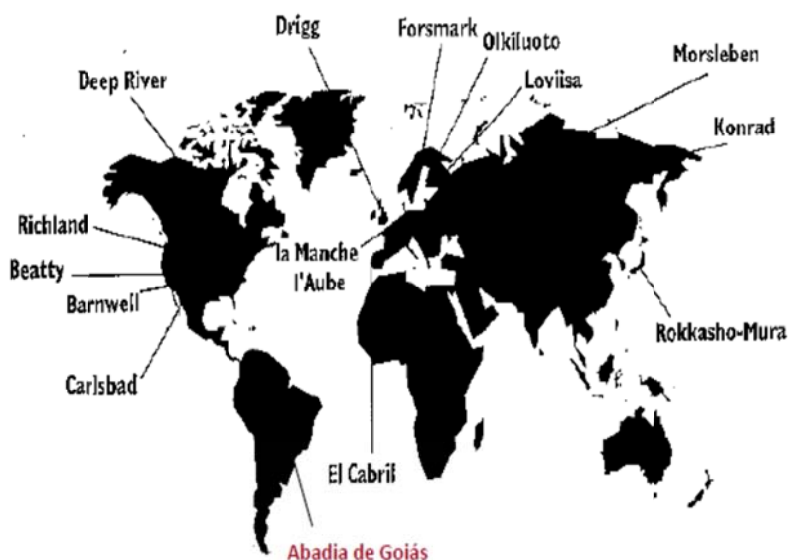 Drigg
Forsmark
Olkiluoto
Loviisa
Morsleben
Deep River
Konrad
Richland
la Manche
l'Aube
Beatty
Barnwell
Rokkasho-Mura
Carlsbad
El Cabril
Abadia de Goiás